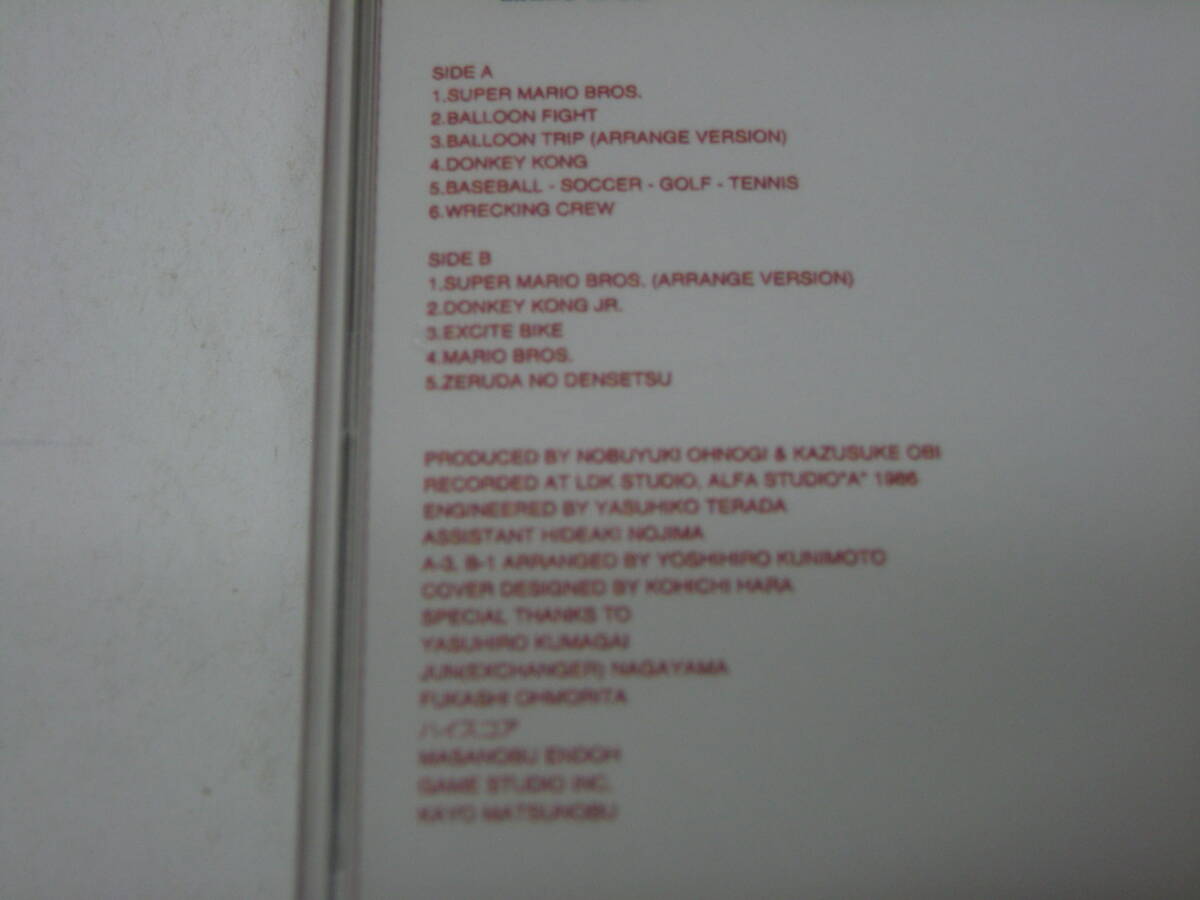 SIDE A
1.SUPER MARIO BROS.
2.BALLOON FIGHT
3.BALLOON TRIP (ARRANGE VERSION)
4.DONKEY KONG
5.BASEBALL - SOCCER - GOLF - TENNIS
6.WRECKING CREW
SIDE B
1.SUPER MARIO BROS. (ARRANGE VERSION)
2.DONKEY KONG JR.
3.EXCITE BIKE
4.MARIO BROS.
5.ZERUDA NO DENSETSU
PRODUCED BY NOBUYUKI OHNOGI & KAZUSUKE OBI
RECORDED AT LDK STUDIO, ALFA STUDIO"A" 1986
ENGINEERED BY YASUHIKO TERADA
ASSISTANT HIDEAKI NOJIMA
A-3, B-1 ARRANGED BY YOSHIHIRO KUNIMOTO
COVER DESIGNED BY KOHICHI HARA
SPECIAL THANKS TO
YASUHIRO KUMAGAI
JUN(EXCHANGER) NAGAYAMA
FUKASHI OHMORITA
ハイスコア
MASANOBU ENDOH
GAME STUDIO INC.
KAYO MATSUNOBU